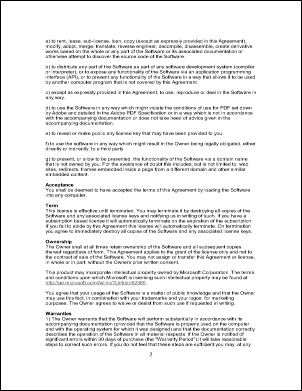 a) to rent, lease, sub-license, loan, copy (except as expressly provided in this Agreement),
modify, adapt, merge, translate, reverse engineer, decompile, disassemble, create derivative
works based on the whole or any part of the Software or its associated documentation or
otherwise attempt to discover the source code of the Software.
b) to distribute any part of the Software as part of any software development system (compiler
or interpreter), or to expose any functionality of the Software via an application programming
interface (API), or to present any functionality of the Software in a way that allows it to be used
by another computer program that is not covered by this Agreement.
c) except as expressly provided in this Agreement, to use, reproduce or deal in the Software in
any way.
d) to use the Software in any way which might violate the conditions of use for PDF set down
by Adobe and detailed in the Adobe PDF Specification or in a way which is not in accordance
with the accompanying documentation or does not take heed of advice given in the
accompanying documentation.
e) to reveal or make public any license key that may have been provided to you.
f) to use the software in any way which might result in the Owner being legally obligated, either
directly or indirectly, to a third party.
g) to present, or allow to be presented, the functionality of the Software via a domain name
that is not owned by you. For the avoidance of doubt this includes, but is not limited to, web
sites, redirects, frames embedded inside a page from a different domain and other similar
embedded content.
Acceptance
You shall be deemed to have accepted the terms of this Agreement by loading the Software
into any computer.
Term
This license is effective until terminated. You may terminate it by destroying all copies of the
Software and any associated license keys and notifying us in writing of such. If you have a
subscription based license it will automatically terminate on the expiration of the subscription.
If you fail to abide by this Agreement this license will automatically terminate. On termination
you agree to immediately destroy all copies of the Software and any associated license keys.
Ownership
The Owner shall at all times retain ownership of the Software and all subsequent copies
thereof regardless of form. This Agreement applies to the grant of the license only and not to
the contract of sale of the Software. You may not assign or transfer this Agreement or license,
in whole or in part, without the Owners prior written consent.
This product may incorporate intellectual property owned by Microsoft Corporation. The terms
and conditions upon which Microsoft is licensing such intellectual property may be found at
You agree that your usage of the Software is a matter of public knowledge and that the Owner
may use this fact, in combination with your trademarks and your logos, for marketing
purposes. The Owner agrees to waive or desist from such use if requested in writing.
Warranties
1) The Owner warrants that the Software will perform substantially in accordance with its
accompanying documentation (provided that the Software is properly used on the computer
and with the operating system for which it was designed) and that the documentation correctly
describes the operation of the Software in all material respects. If the Owner is notified of
significant errors within 30 days of purchase (the "Warranty Period") it will take reasonable
steps to correct such errors. If you do not feel that these steps are sufficient you may, at any
2